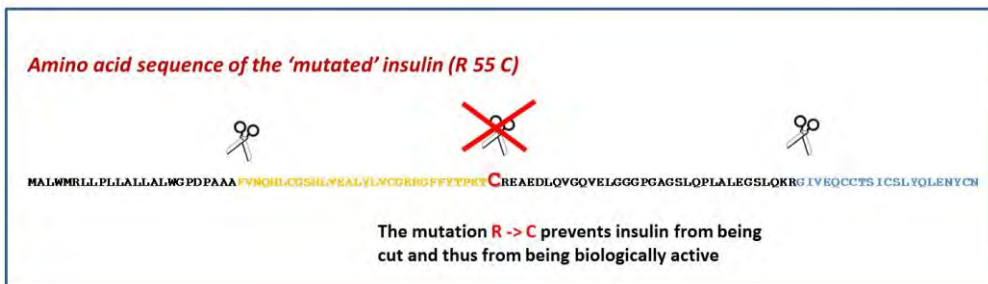 Amino acid sequence of the ‘mutated’ insulin (R 55 C)
MALWMRLLPLLALLALWGPDPAAAFVNQHLCGSHLVEALYLVCGERGFFYTPKTCREAEDLQVGQVELGGGPGAGSLQPLALEGSLQKRGIVEQCCTSICSLYQLENYCN
The mutation R -> C prevents insulin from being
cut and thus from being biologically active